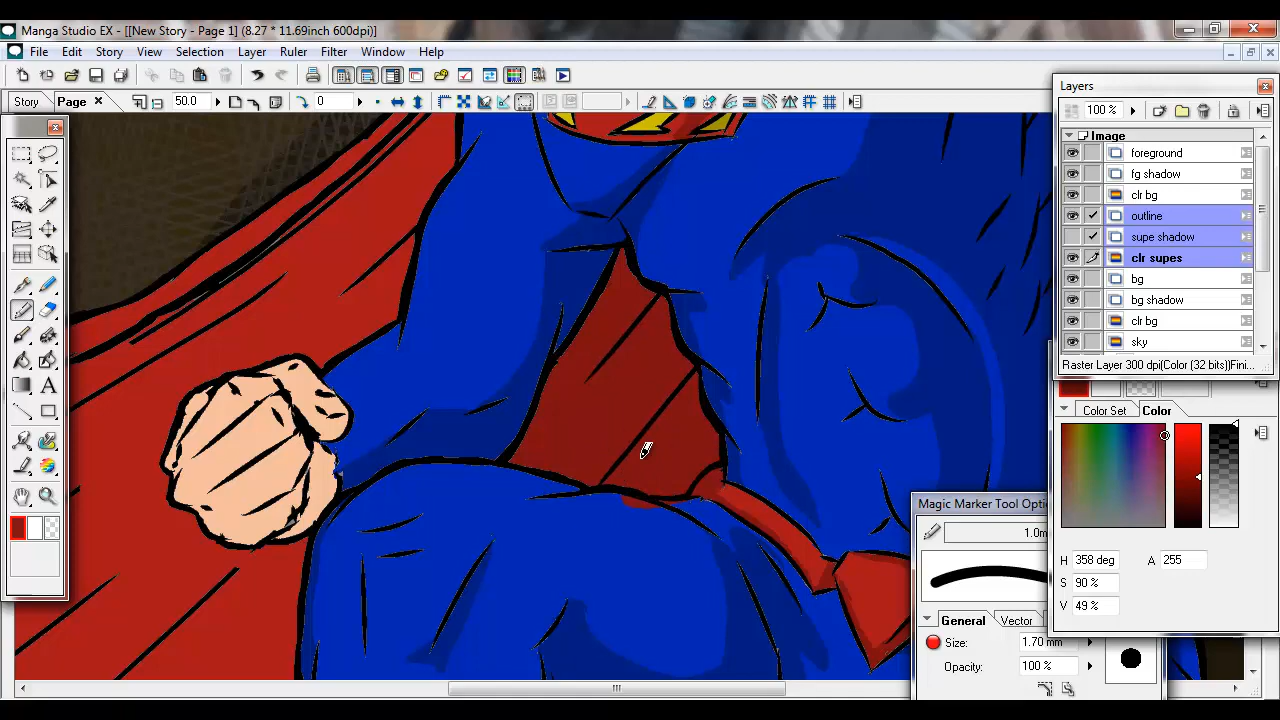 Manga Studio EX - [[New Story - Page 1] (8.27 * 11.69inch 600dpi)]
File Edit Story View Selection Layer Ruler Filter Window Help
Story Page 50.0 0
Layers
100 %
Image
foreground
fg shadow
clr bg
outline
supe shadow
clr supes
bg
bg shadow
clr bg
sky
Raster Layer 300 dpi(Color (32 bits))Fini...
Color Set Color
H 358 deg A 255
S 90 %
V 49 %
Magic Marker Tool Opti
1.0m
General Vector
Size: 1.70 mm
Opacity: 100 %